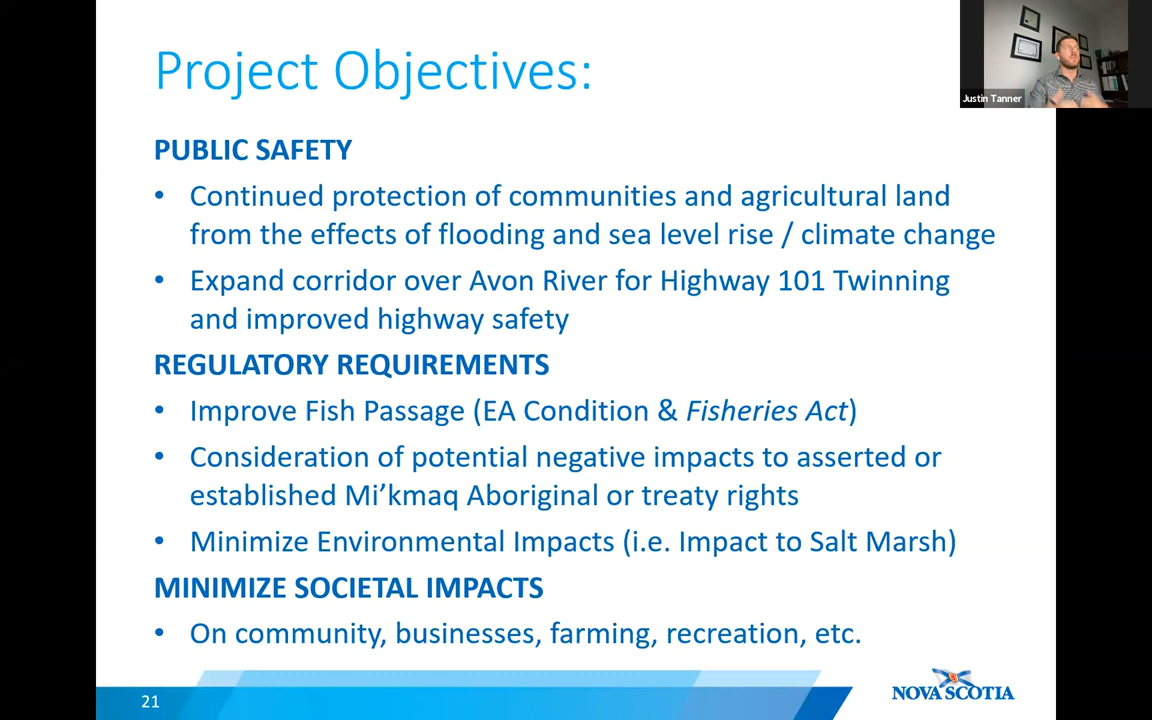 Project Objectives:
Justin Tanner
PUBLIC SAFETY
• Continued protection of communities and agricultural land
from the effects of flooding and sea level rise / climate change
• Expand corridor over Avon River for Highway 101 Twinning
and improved highway safety
REGULATORY REQUIREMENTS
• Improve Fish Passage (EA Condition & Fisheries Act)
• Consideration of potential negative impacts to asserted or
established Mi’kmaq Aboriginal or treaty rights
• Minimize Environmental Impacts (i.e. Impact to Salt Marsh)
MINIMIZE SOCIETAL IMPACTS
• On community, businesses, farming, recreation, etc.
21
NOVA SCOTIA